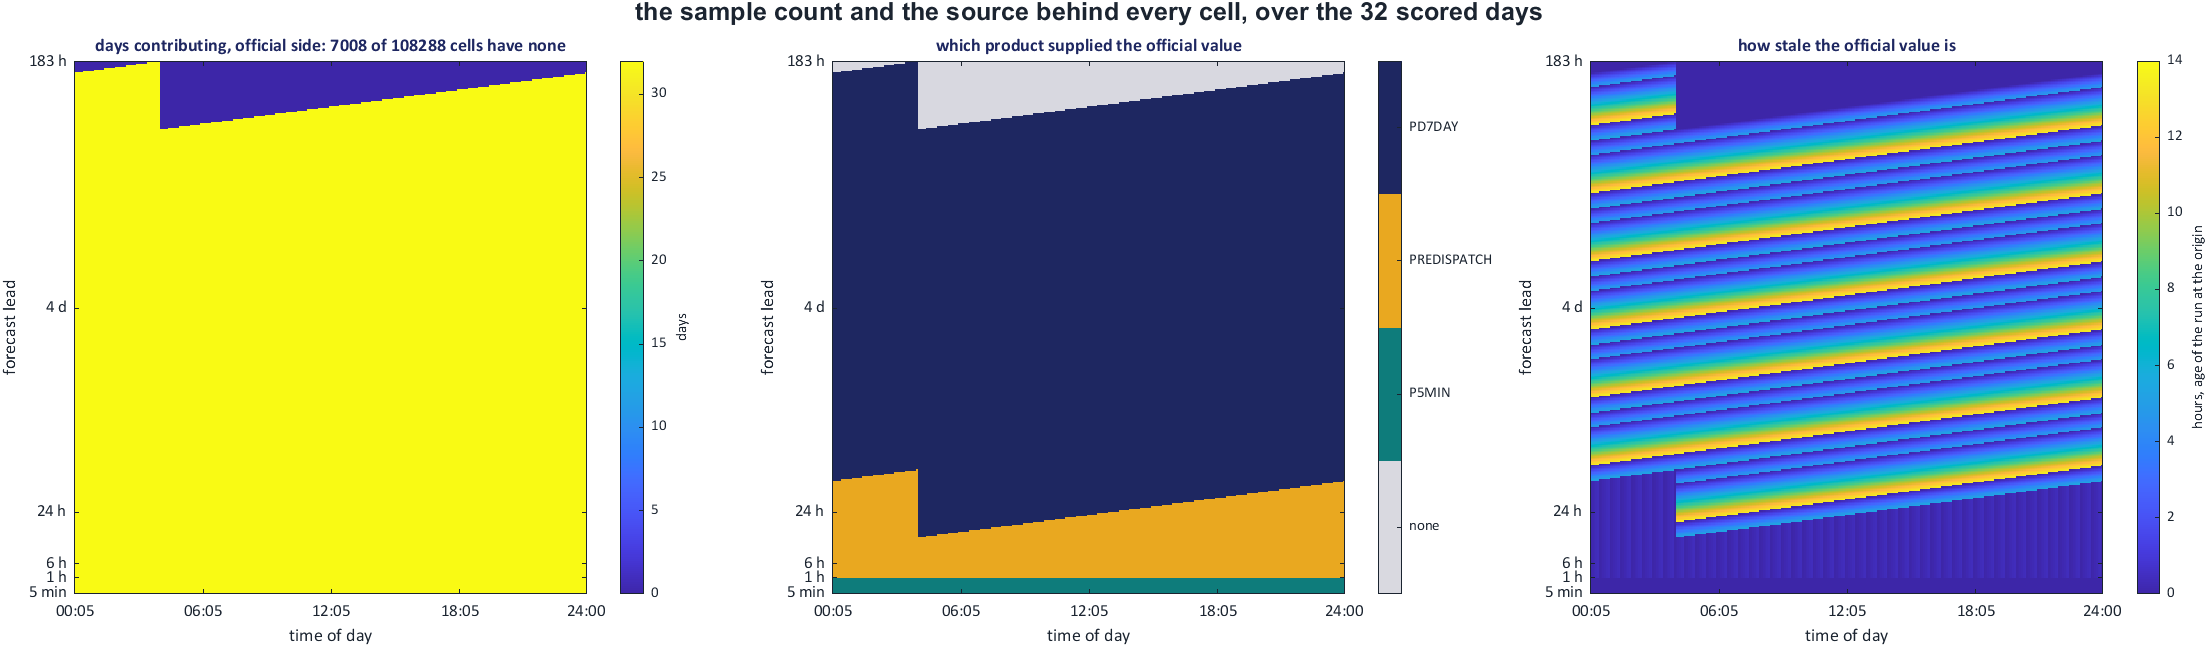 the sample count and the source behind every cell, over the 32 scored days
days contributing, official side: 7008 of 108288 cells have none
183 h
4 d
24 h
6 h
1 h
5 min
forecast lead
00:05
06:05
12:05
18:05
24:00
time of day
30
25
20
15
10
5
0
days
which product supplied the official value
183 h
4 d
24 h
6 h
1 h
5 min
forecast lead
00:05
06:05
12:05
18:05
24:00
time of day
PD7DAY
PREDISPATCH
P5MIN
none
how stale the official value is
183 h
4 d
24 h
6 h
1 h
5 min
forecast lead
00:05
06:05
12:05
18:05
24:00
time of day
14
12
10
8
6
4
2
0
hours, age of the run at the origin